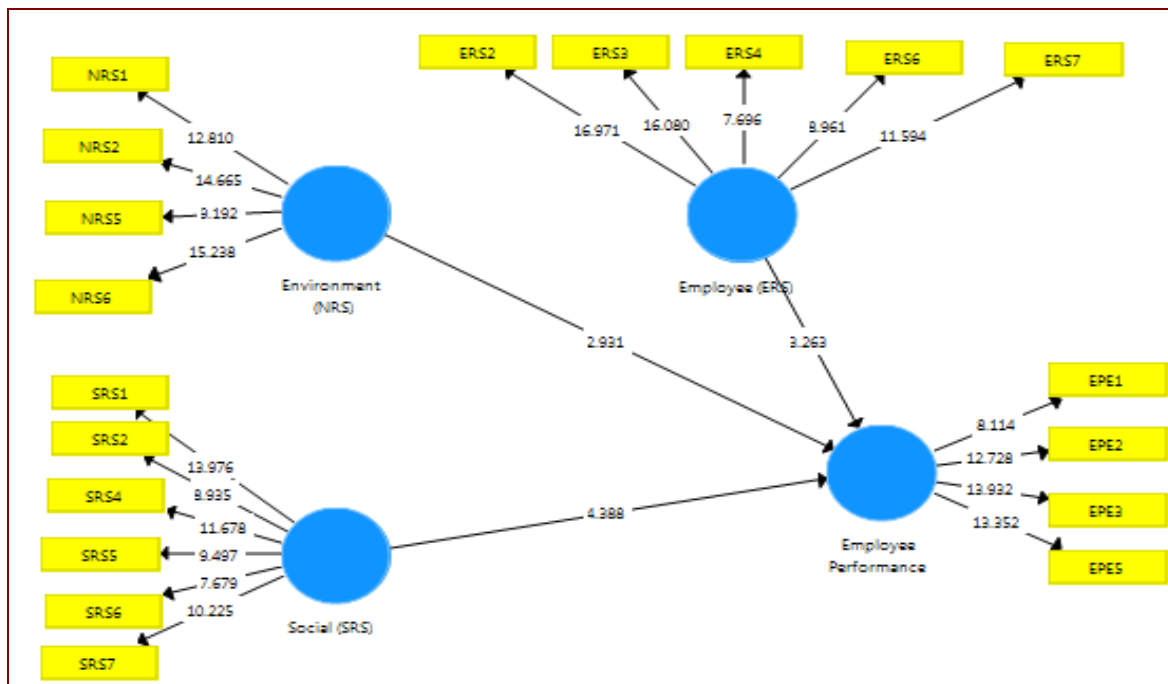 ERS2
ERS3
ERS4
ERS6
ERS7
16.971
16.080
7.696
8.961
11.594
Employee (ERS)
NRS1
NRS2
NRS5
NRS6
12.810
14.665
15.238
Environment
(NRS)
2.931
3.263
SRS1
SRS2
SRS4
SRS5
SRS6
SRS7
13.976
8.935
11.678
9.497
7.679
10.225
Social (SRS)
4.388
EPE1
EPE2
EPE3
EPE5
8.114
12.728
13.932
13.352
Employee
Performance